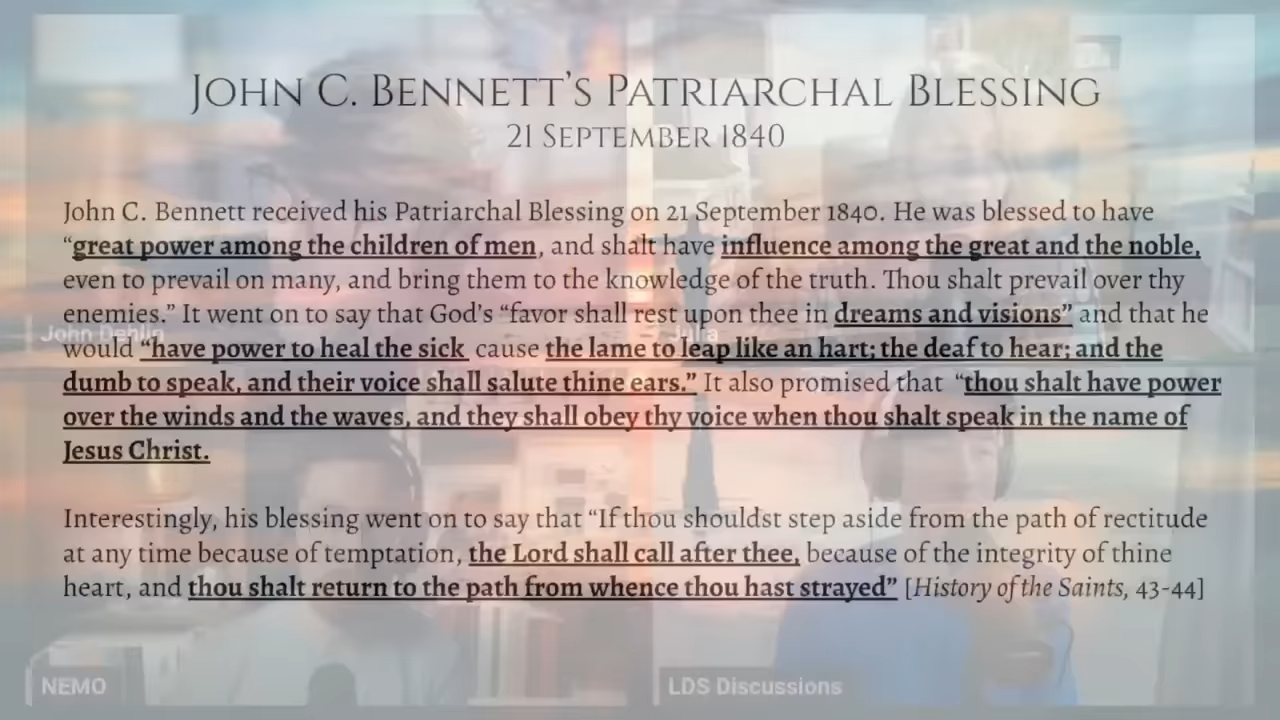 John C. Bennett's Patriarchal Blessing
21 September 1840
John C. Bennett received his Patriarchal Blessing on 21 September 1840. He was blessed to have
“great power among the children of men, and shalt have influence among the great and the noble,
even to prevail on many, and bring them to the knowledge of the truth. Thou shalt prevail over thy
enemies.” It went on to say that God’s “favor shall rest upon thee in dreams and visions” and that he
John Dehlin
Julia
would “have power to heal the sick cause the lame to leap like an hart; the deaf to hear; and the
dumb to speak, and their voice shall salute thine ears.” It also promised that “thou shalt have power
over the winds and the waves, and they shall obey thy voice when thou shalt speak in the name of
Jesus Christ.
Interestingly, his blessing went on to say that “If thou shouldst step aside from the path of rectitude
at any time because of temptation, the Lord shall call after thee, because of the integrity of thine
heart, and thou shalt return to the path from whence thou hast strayed” [History of the Saints, 43-44]
NEMO
LDS Discussions